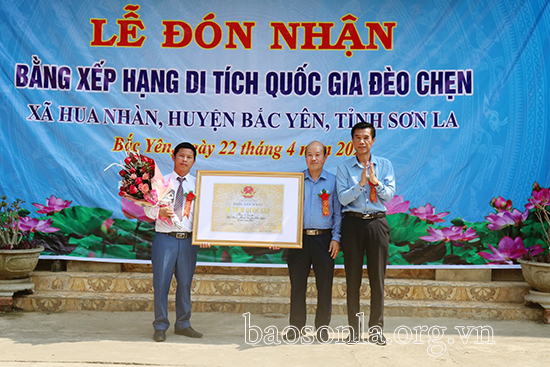 LỄ ĐÓN NHẬN
BẰNG XẾP HẠNG DI TÍCH QUỐC GIA ĐÈO CHẸN
XÃ HUA NHÀN, HUYỆN BẮC YÊN, TỈNH SƠN LA
Bắc Yên, ngày 22 tháng 4 năm
baosonla.org.vn